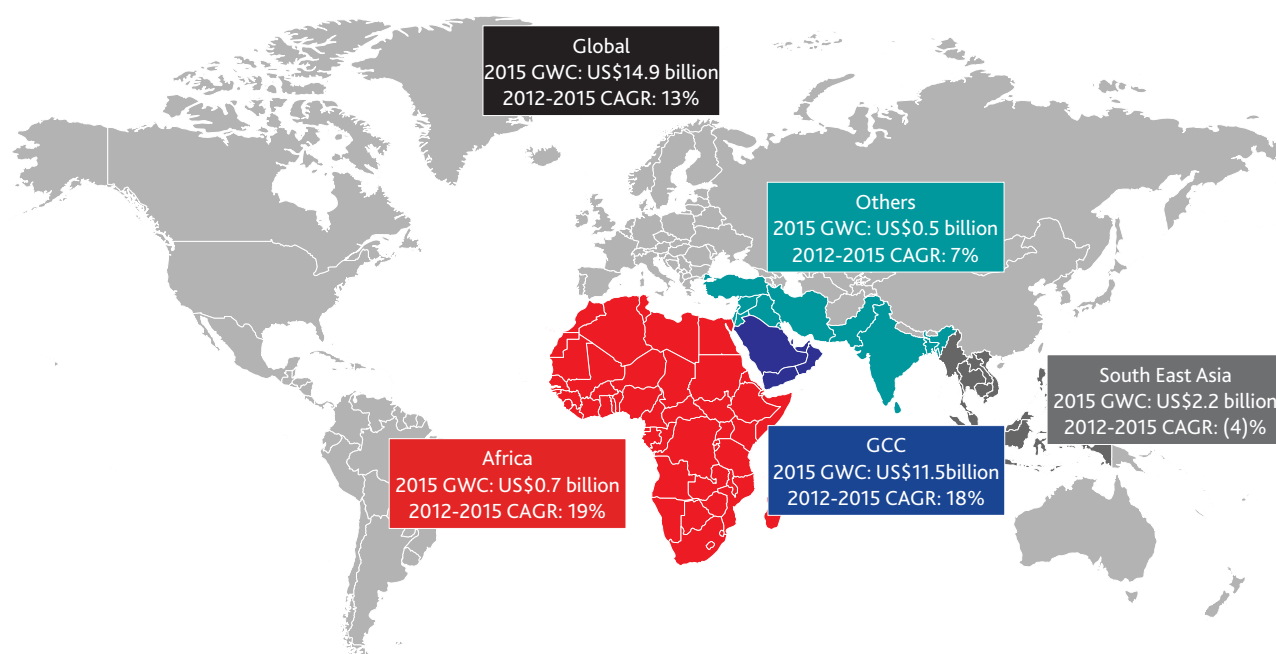 Global
2015 GWC: US$14.9 billion
2012-2015 CAGR: 13%
Others
2015 GWC: US$0.5 billion
2012-2015 CAGR: 7%
South East Asia
2015 GWC: US$2.2 billion
2012-2015 CAGR: (4)%
Africa
2015 GWC: US$0.7 billion
2012-2015 CAGR: 19%
GCC
2015 GWC: US$11.5billion
2012-2015 CAGR: 18%